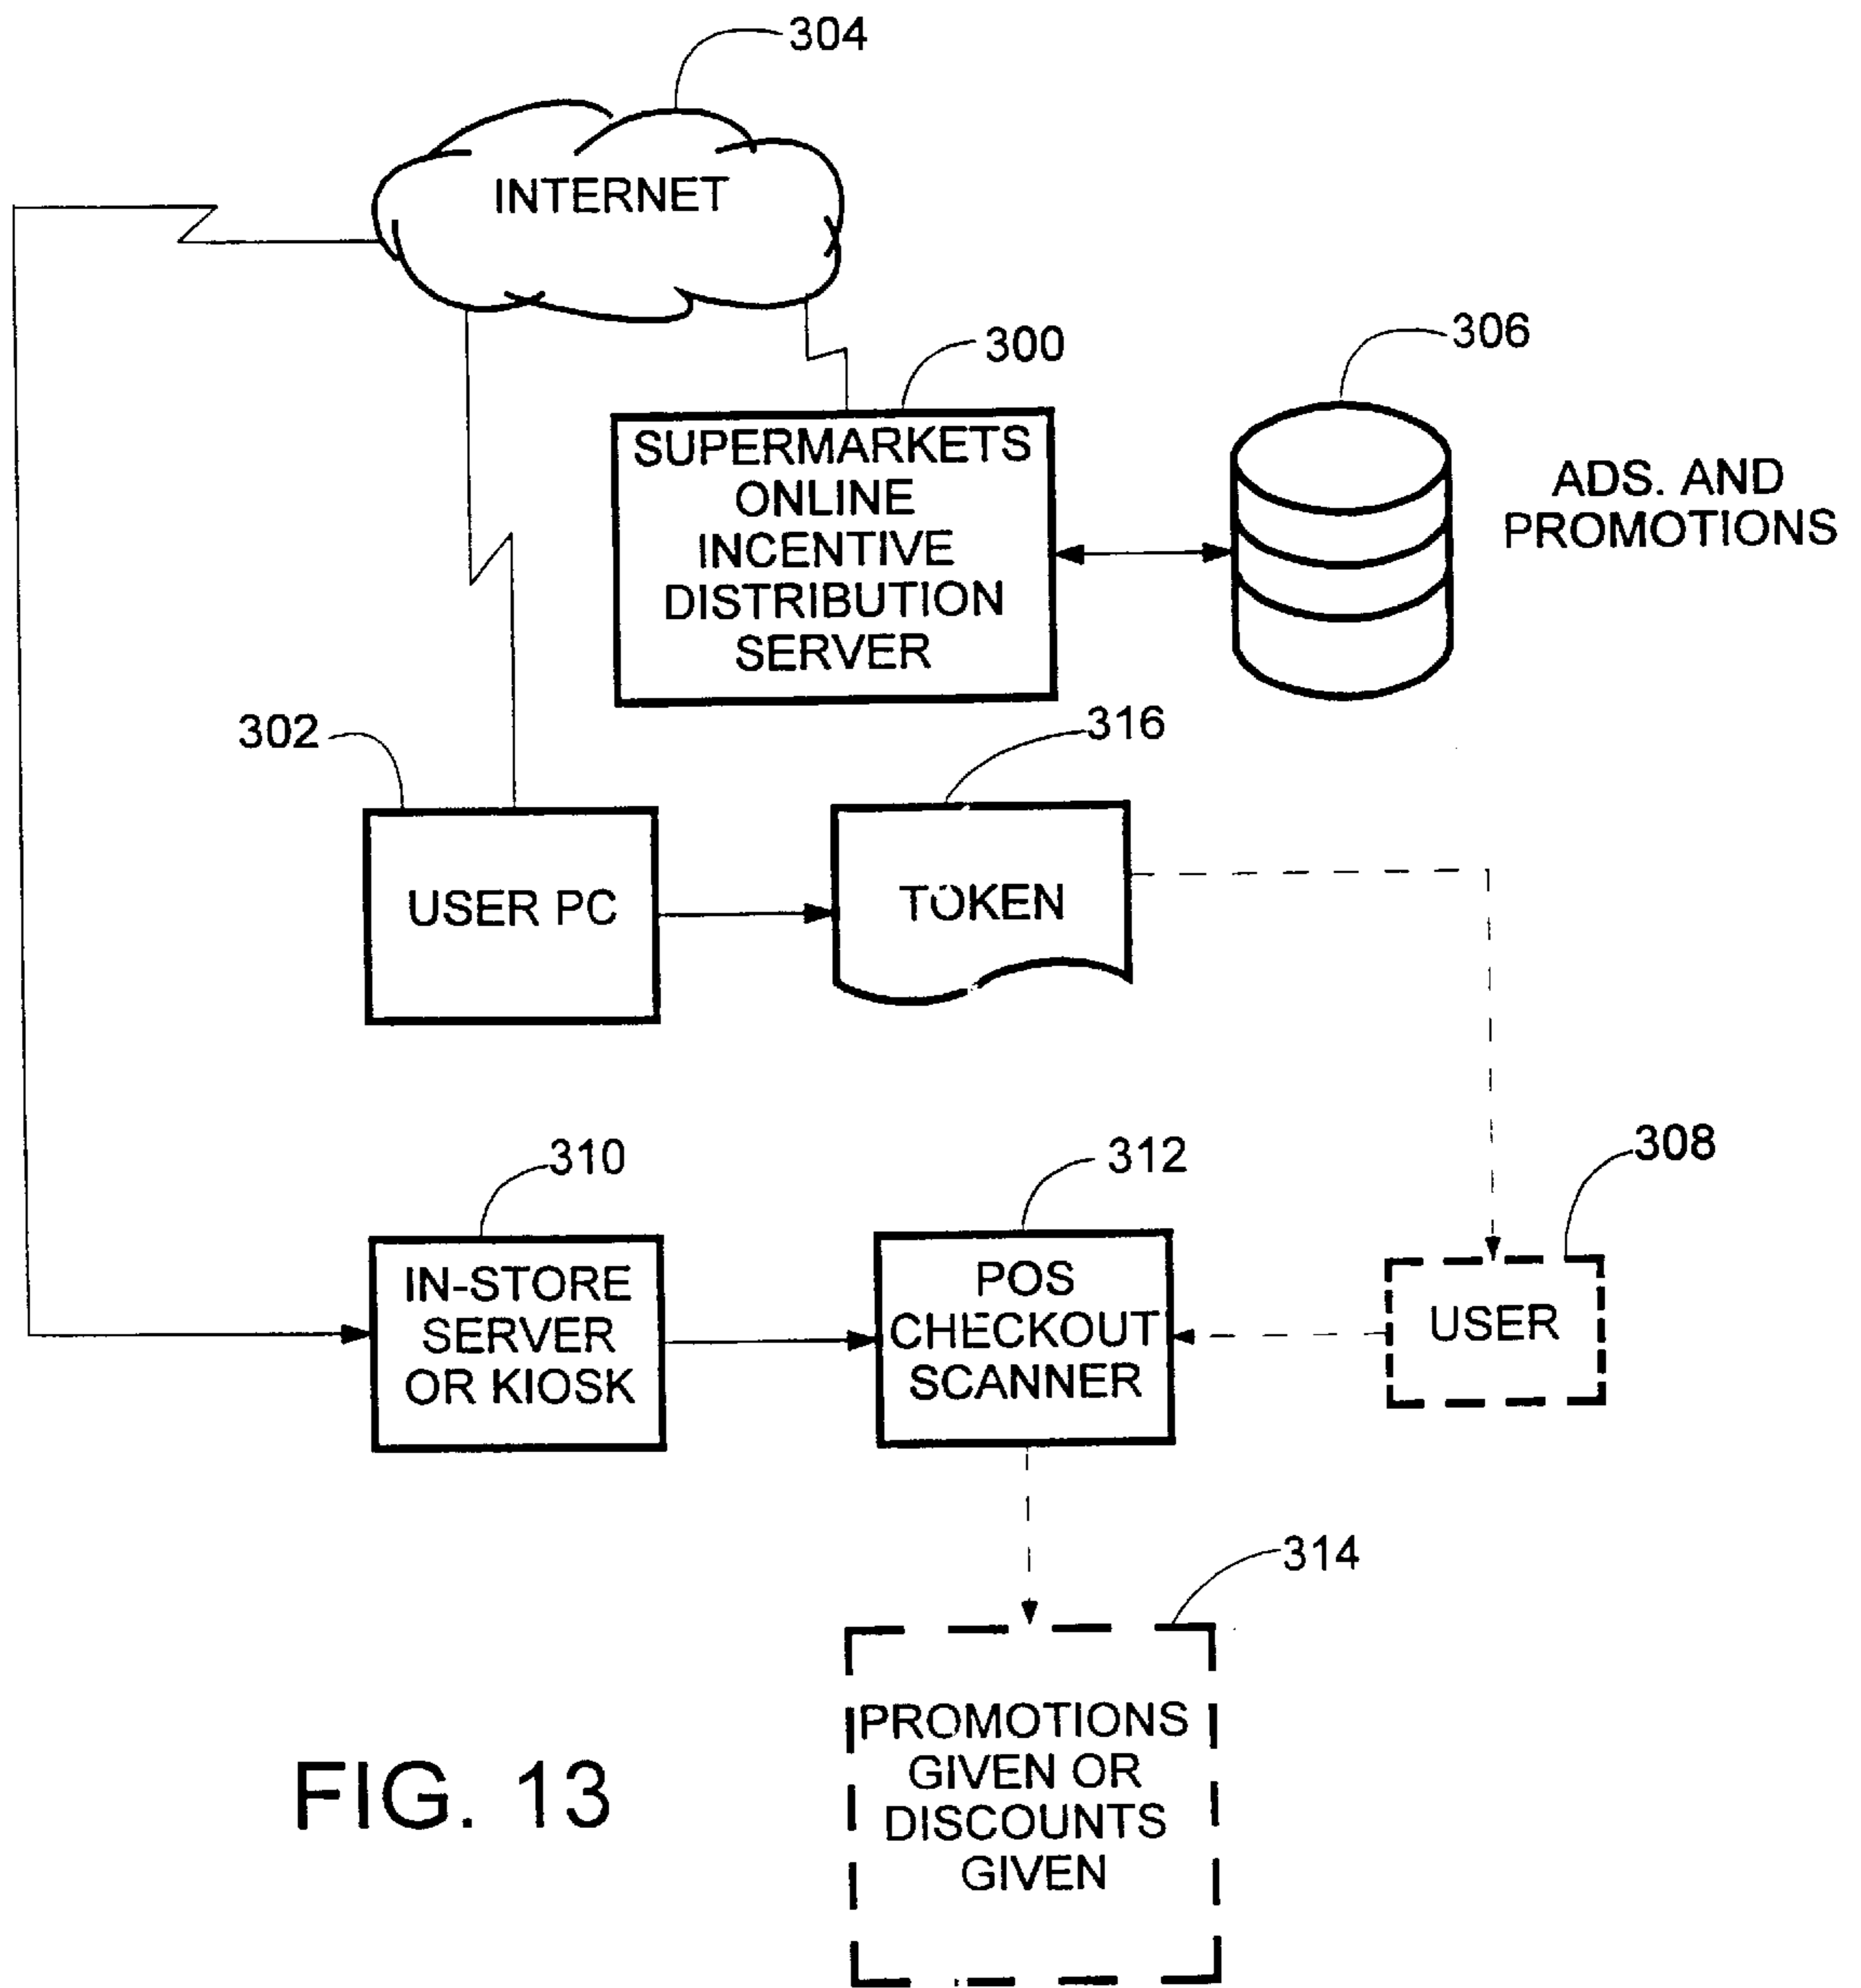 304
INTERNET
300
306
SUPERMARKETS
ONLINE
INCENTIVE
DISTRIBUTION
SERVER
ADS. AND
PROMOTIONS
302
316
USER PC
TOKEN
310
312
308
IN-STORE
SERVER
OR KIOSK
POS
CHECKOUT
SCANNER
USER
314
PROMOTIONS
GIVEN OR
DISCOUNTS
GIVEN
FIG. 13